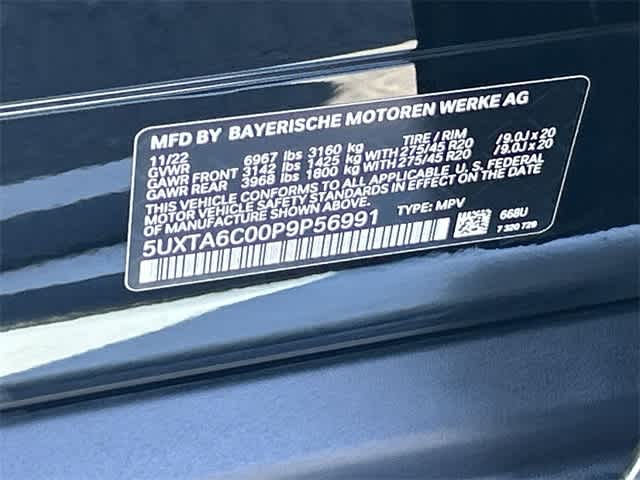 MFD BY BAYERISCHE MOTOREN WERKE AG
11/22 6967 lbs 3160 kg TIRE / RIM
GVWR
GAWR FRONT 3142 lbs 1425 kg WITH 275/45 R20 / 9.0J x 20
GAWR REAR 3968 lbs 1800 kg WITH 275/45 R20 / 9.0J x 20
THIS VEHICLE CONFORMS TO ALL APPLICABLE U.S. FEDERAL
MOTOR VEHICLE SAFETY STANDARDS IN EFFECT ON THE DATE
OF MANUFACTURE SHOWN ABOVE.
5UXTA6C00P9P56991 TYPE: MPV
668U
7 320 728